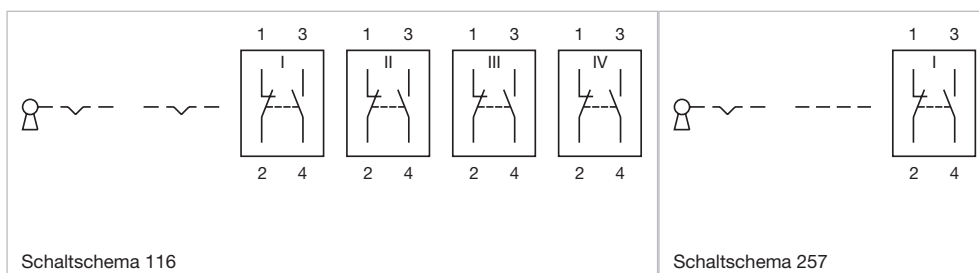 1 3 1 3 1 3 1 3 1 3
I II III IV I
2 4 2 4 2 4 2 4 2 4
Schaltschema 116
Schaltschema 257